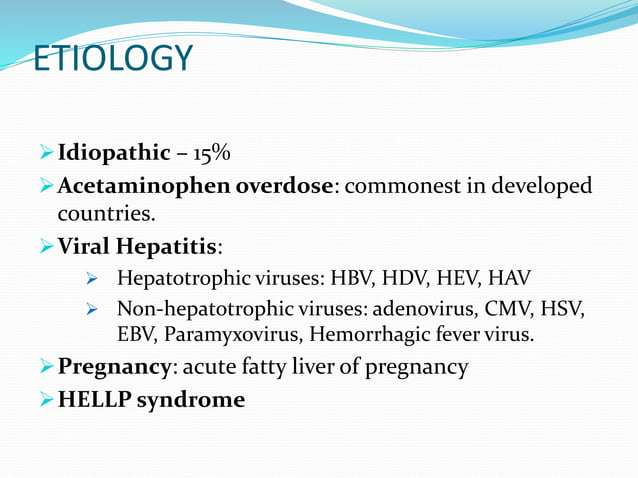 ETIOLOGY
Idiopathic – 15%
Acetaminophen overdose: commonest in developed
countries.
Viral Hepatitis:
Hepatotrophic viruses: HBV, HDV, HEV, HAV
Non-hepatotrophic viruses: adenovirus, CMV, HSV,
EBV, Paramyxovirus, Hemorrhagic fever virus.
Pregnancy: acute fatty liver of pregnancy
HELLP syndrome